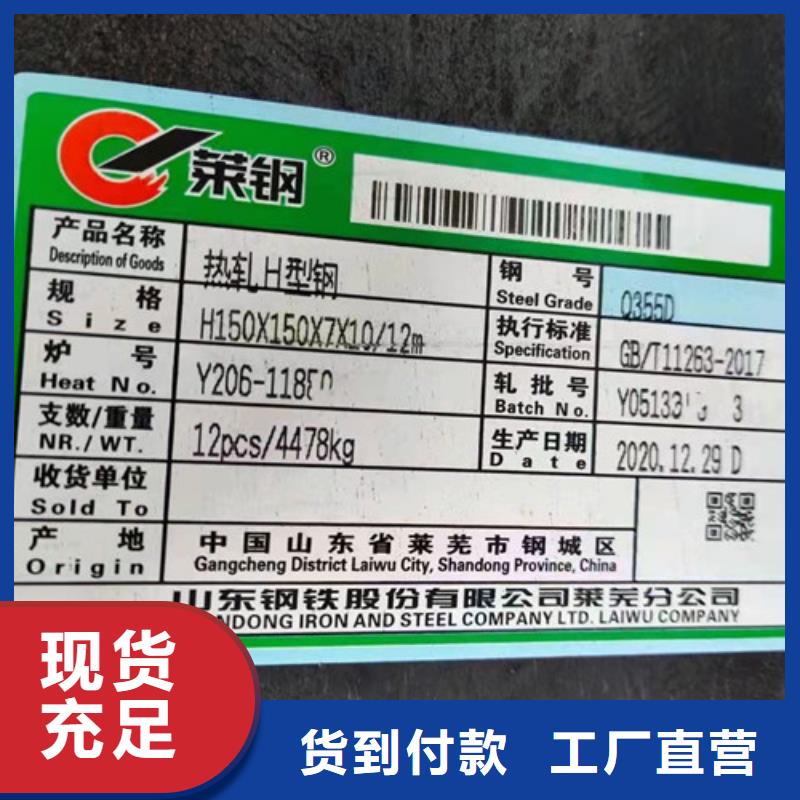 莱钢®
产品名称 热轧H型钢 钢号 Q355D
Description of Goods Steel Grade
规格 H150X150X7X10/12m 执行标准 GB/T11263-2017
Size Specification
炉号 Y206-118 轧批号 Y05133
Heat No. Batch No.
支数/重量 12pcs/4478kg 生产日期 2020.12.29 D
NR./WT. Date
收货单位
Sold To
产地 中国山东省莱芜市钢城区
Origin Gangcheng District Laiwu City, Shandong Province, China
山东钢铁股份有限公司莱芜分公司
NDONG IRON AND STEEL COMPANY LTD. LAIWU COMPANY
现货
充足
货到付款 工厂直营